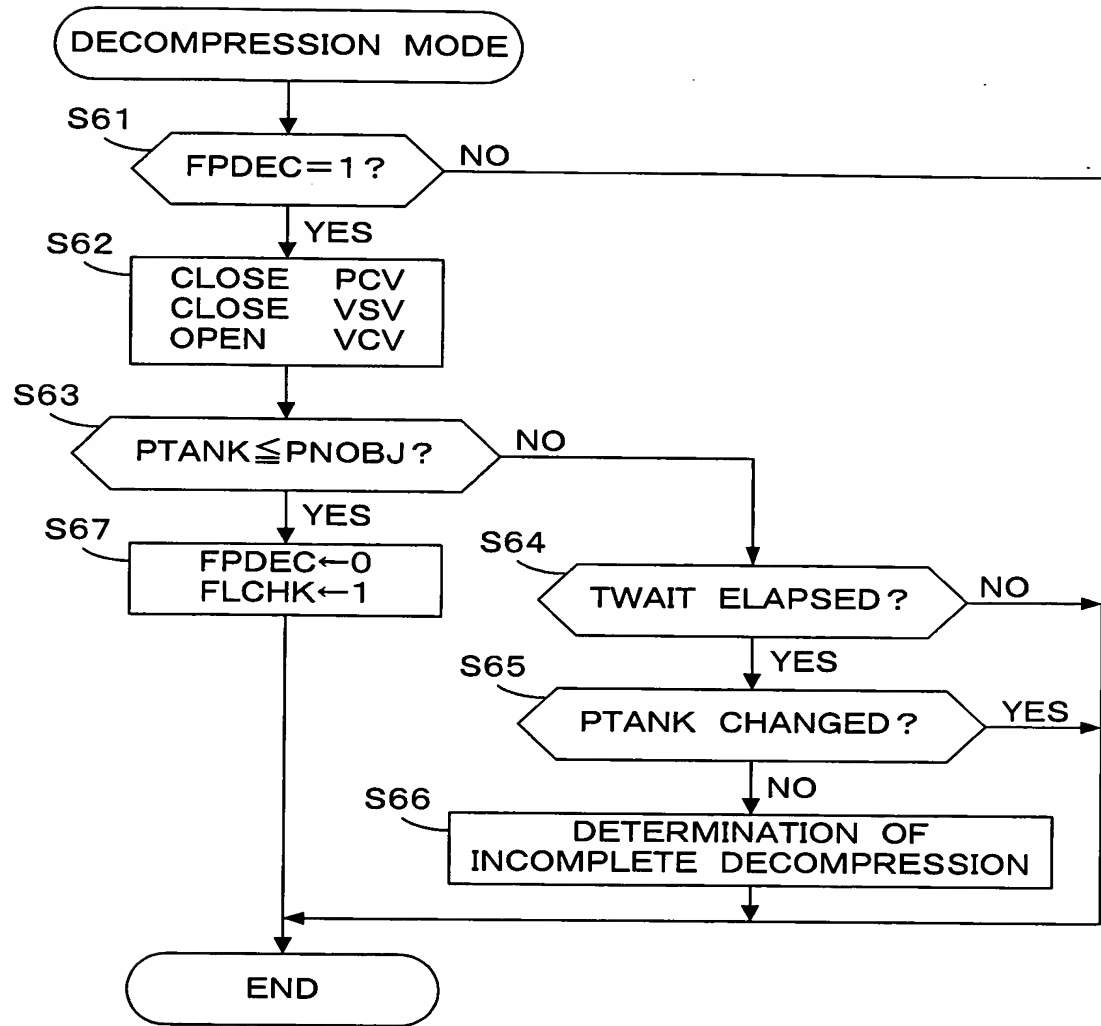 DECOMPRESSION MODE
S61
FPDEC=1?
NO
YES
S62
CLOSE PCV
CLOSE VSV
OPEN VCV
S63
PTANK≦PNOBJ?
NO
YES
S67
FPDEC←0
FLCHK←1
S64
TWAIT ELAPSED?
NO
YES
S65
PTANK CHANGED?
YES
NO
S66
DETERMINATION OF
INCOMPLETE DECOMPRESSION
END